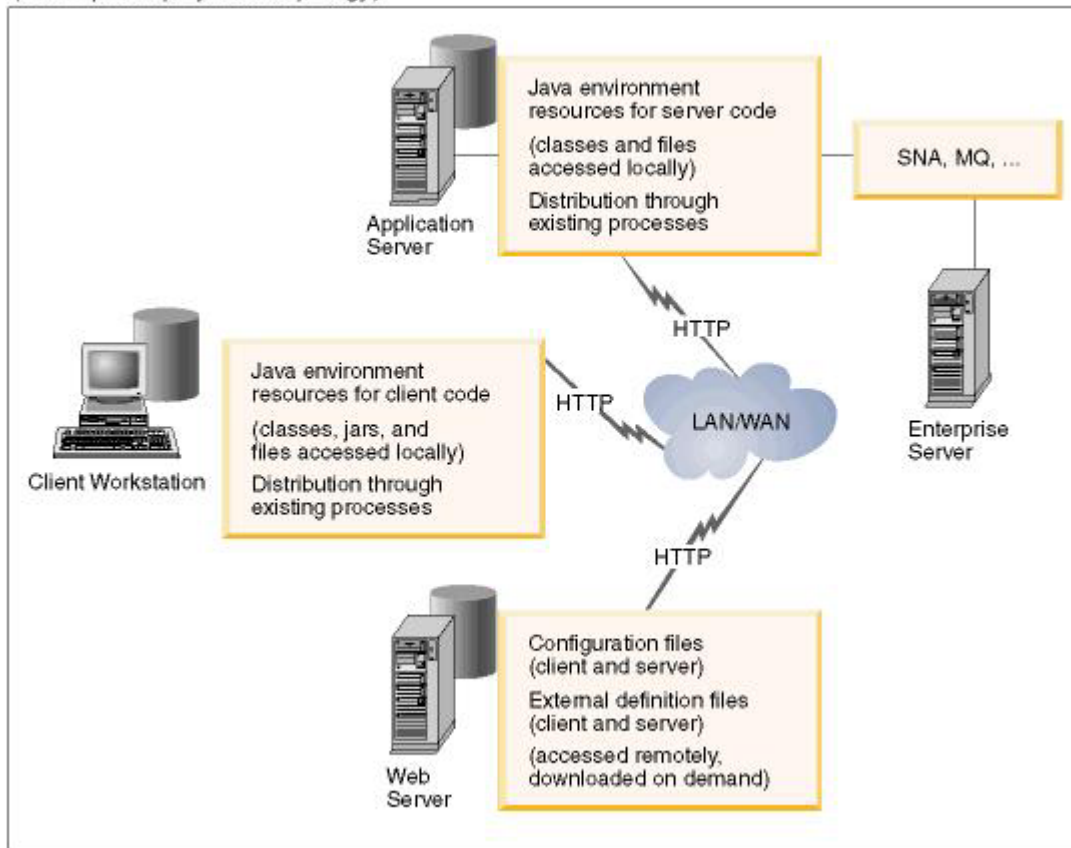 Java environment
resources for server code
(classes and files
accessed locally)
Distribution through
existing processes
SNA, MQ, ...
Application
Server
HTTP
Java environment
resources for client code
(classes, jars, and
files accessed locally)
Distribution through
existing processes
HTTP
LAN/WAN
Enterprise
Server
Client Workstation
HTTP
Configuration files
(client and server)
External definition files
(client and server)
(accessed remotely,
downloaded on demand)
Web
Server